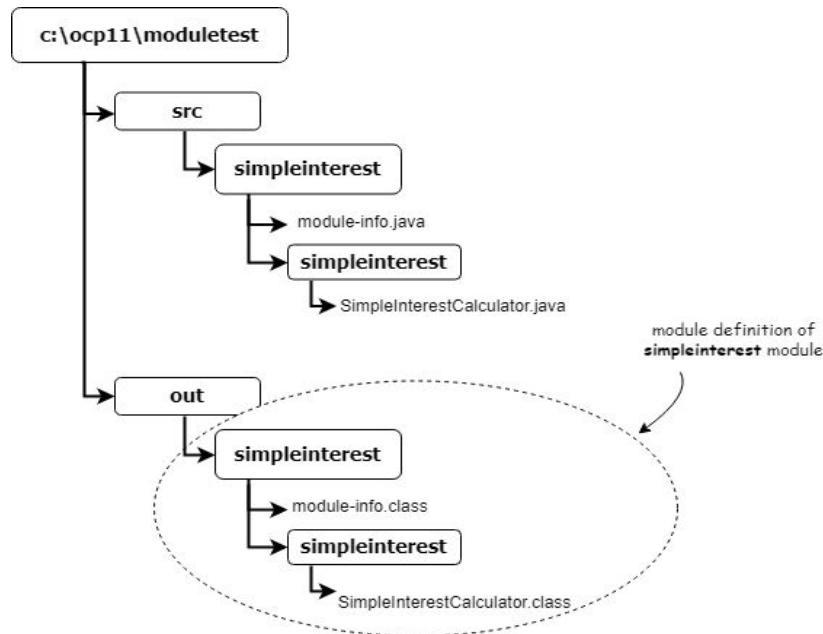 c:\ocp11\moduletest
src
simpleinterest
module-info.java
simpleinterest
SimpleInterestCalculator.java
module definition of
simpleinterest module
out
simpleinterest
module-info.class
simpleinterest
SimpleInterestCalculator.class